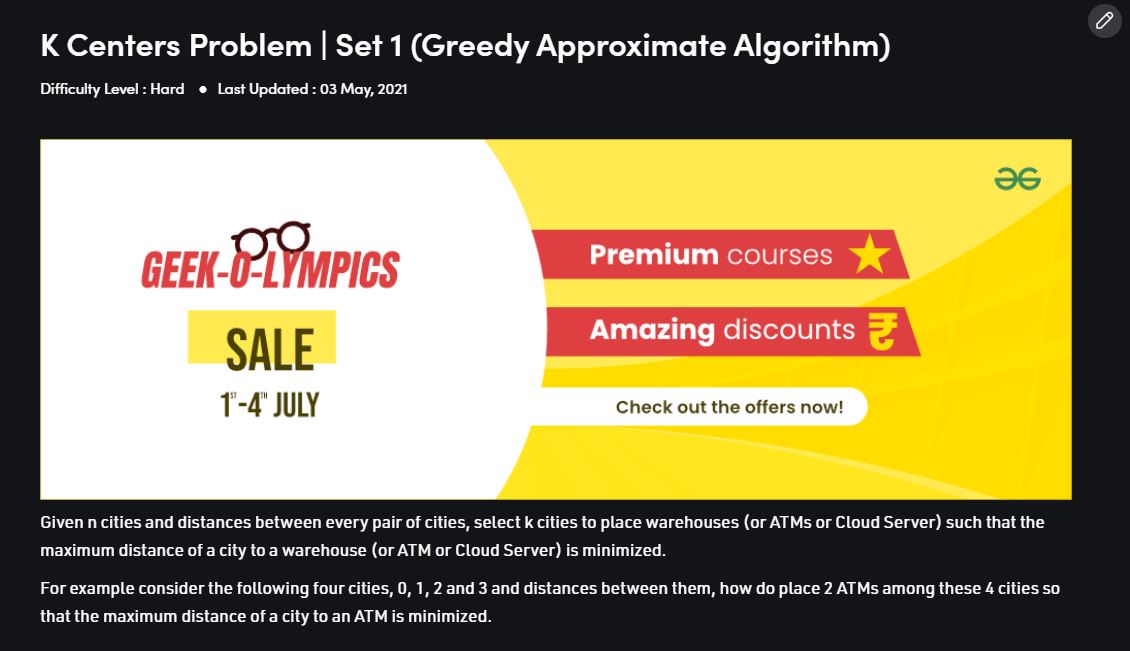 K Centers Problem | Set 1 (Greedy Approximate Algorithm)
Difficulty Level : Hard ● Last Updated : 03 May, 2021
GEEK-O-LYMPICS
SALE
1ST-4TH JULY
Premium courses
Amazing discounts
Check out the offers now!
Given n cities and distances between every pair of cities, select k cities to place warehouses (or ATMs or Cloud Server) such that the
maximum distance of a city to a warehouse (or ATM or Cloud Server) is minimized.
For example consider the following four cities, 0, 1, 2 and 3 and distances between them, how do place 2 ATMs among these 4 cities so
that the maximum distance of a city to an ATM is minimized.